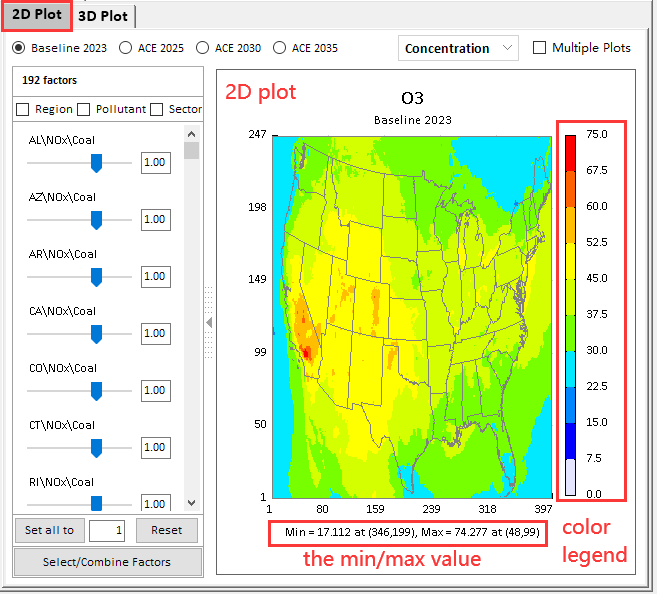 2D Plot 3D Plot
Baseline 2023 ACE 2025 ACE 2030 ACE 2035 Concentration Multiple Plots
192 factors
Region Pollutant Sector
AL\NOx\Coal
1.00
AZ\NOx\Coal
1.00
AR\NOx\Coal
1.00
CA\NOx\Coal
1.00
CO\NOx\Coal
1.00
CT\NOx\Coal
1.00
RI\NOx\Coal
1.00
Set all to 1 Reset
Select/Combine Factors
2D plot
O3
Baseline 2023
247
198
149
99
50
1
1 80 159 239 318 397
75.0
67.5
60.0
52.5
45.0
37.5
30.0
22.5
15.0
7.5
0.0
Min = 17.112 at (346,199), Max = 74.277 at (48,99)
the min/max value
color
legend